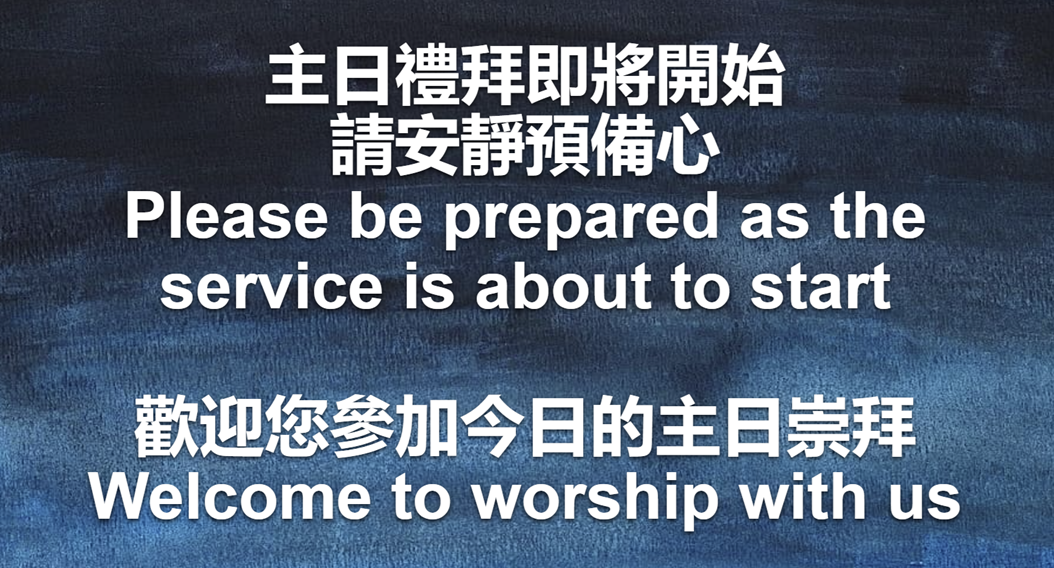 主日禮拜即將開始
請安靜預備心
Please be prepared as the
service is about to start
歡迎您參加今日的主日崇拜
Welcome to worship with us